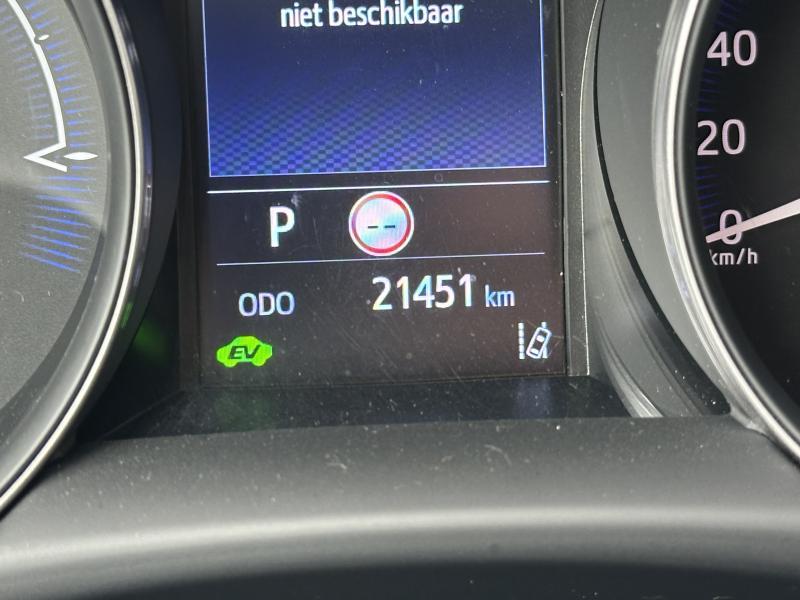 niet beschikbaar
40
20
0
km/h
P
--
ODO 21451 km
EV